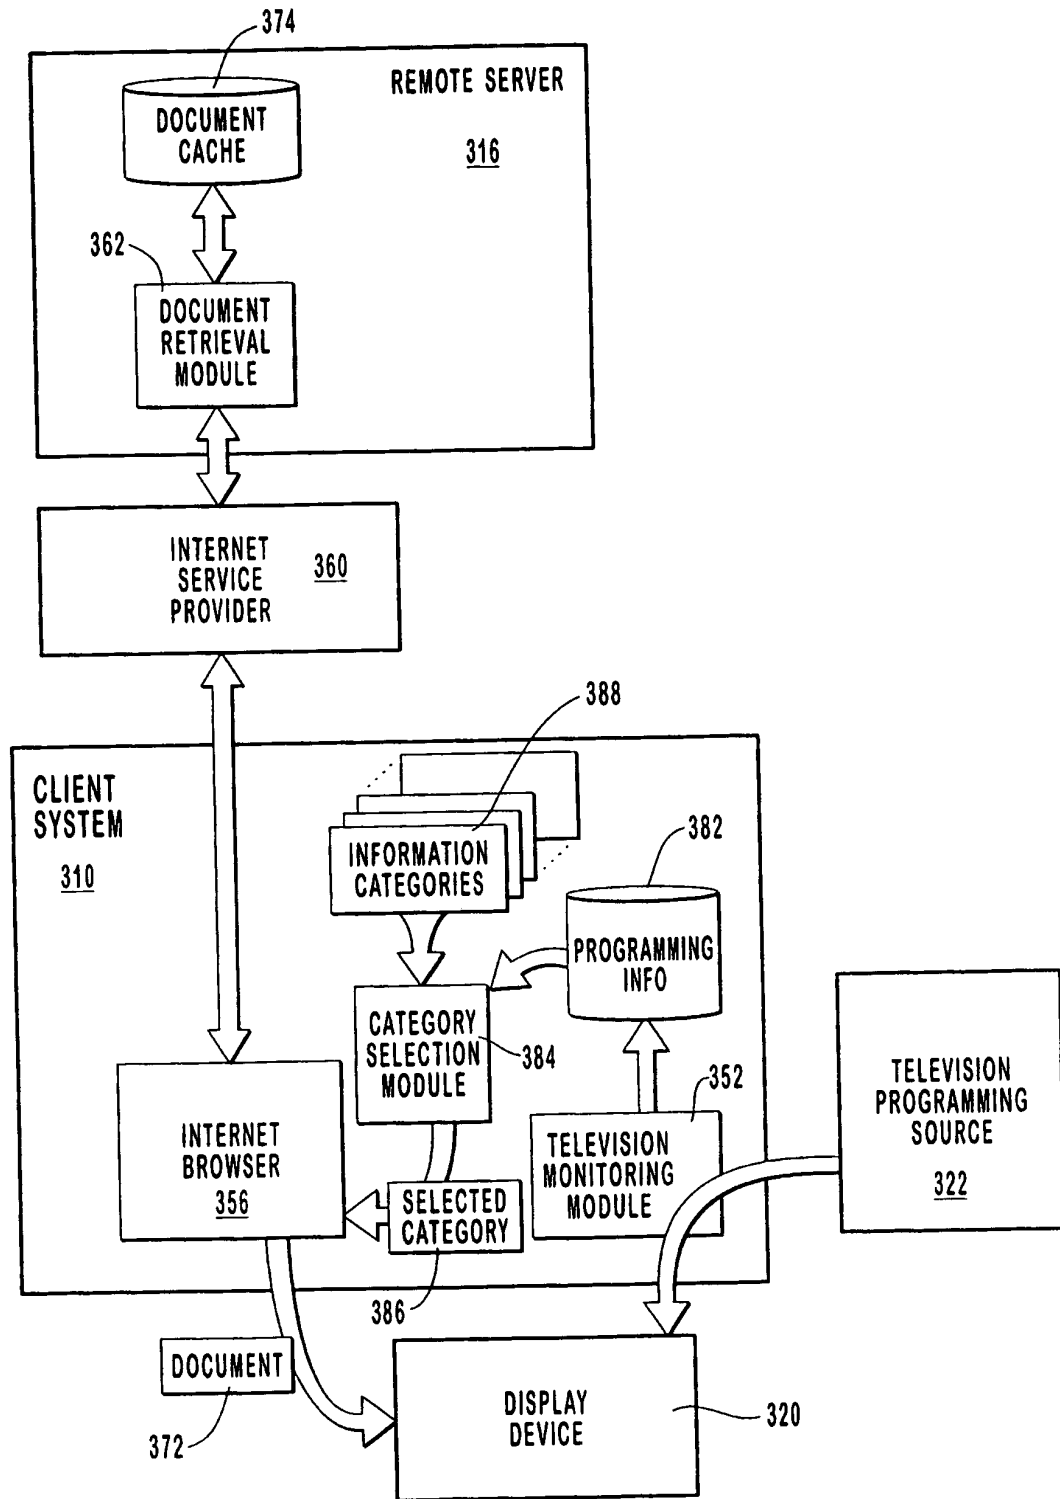 374
REMOTE SERVER
316
DOCUMENT
CACHE
362
DOCUMENT
RETRIEVAL
MODULE
INTERNET
SERVICE
PROVIDER
360
388
CLIENT
SYSTEM
310
INFORMATION
CATEGORIES
382
PROGRAMMING
INFO
CATEGORY
SELECTION
MODULE
384
352
TELEVISION
PROGRAMMING
SOURCE
322
INTERNET
BROWSER
356
TELEVISION
MONITORING
MODULE
SELECTED
CATEGORY
386
DOCUMENT
372
DISPLAY
DEVICE
320